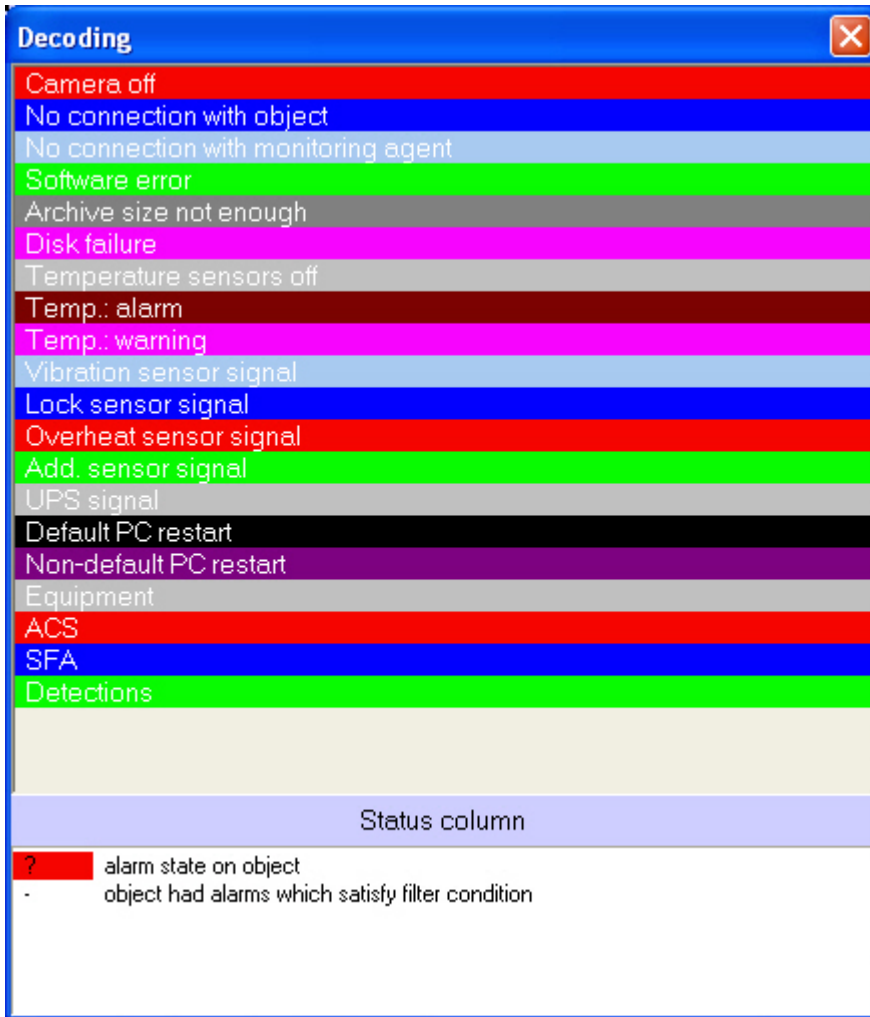 Decoding
Camera off
No connection with object
No connection with monitoring agent
Software error
Archive size not enough
Disk failure
Temperature sensors off
Temp.: alarm
Temp.: warning
Vibration sensor signal
Lock sensor signal
Overheat sensor signal
Add. sensor signal
UPS signal
Default PC restart
Non-default PC restart
Equipment
ACS
SFA
Detections
Status column
? alarm state on object
- object had alarms which satisfy filter condition